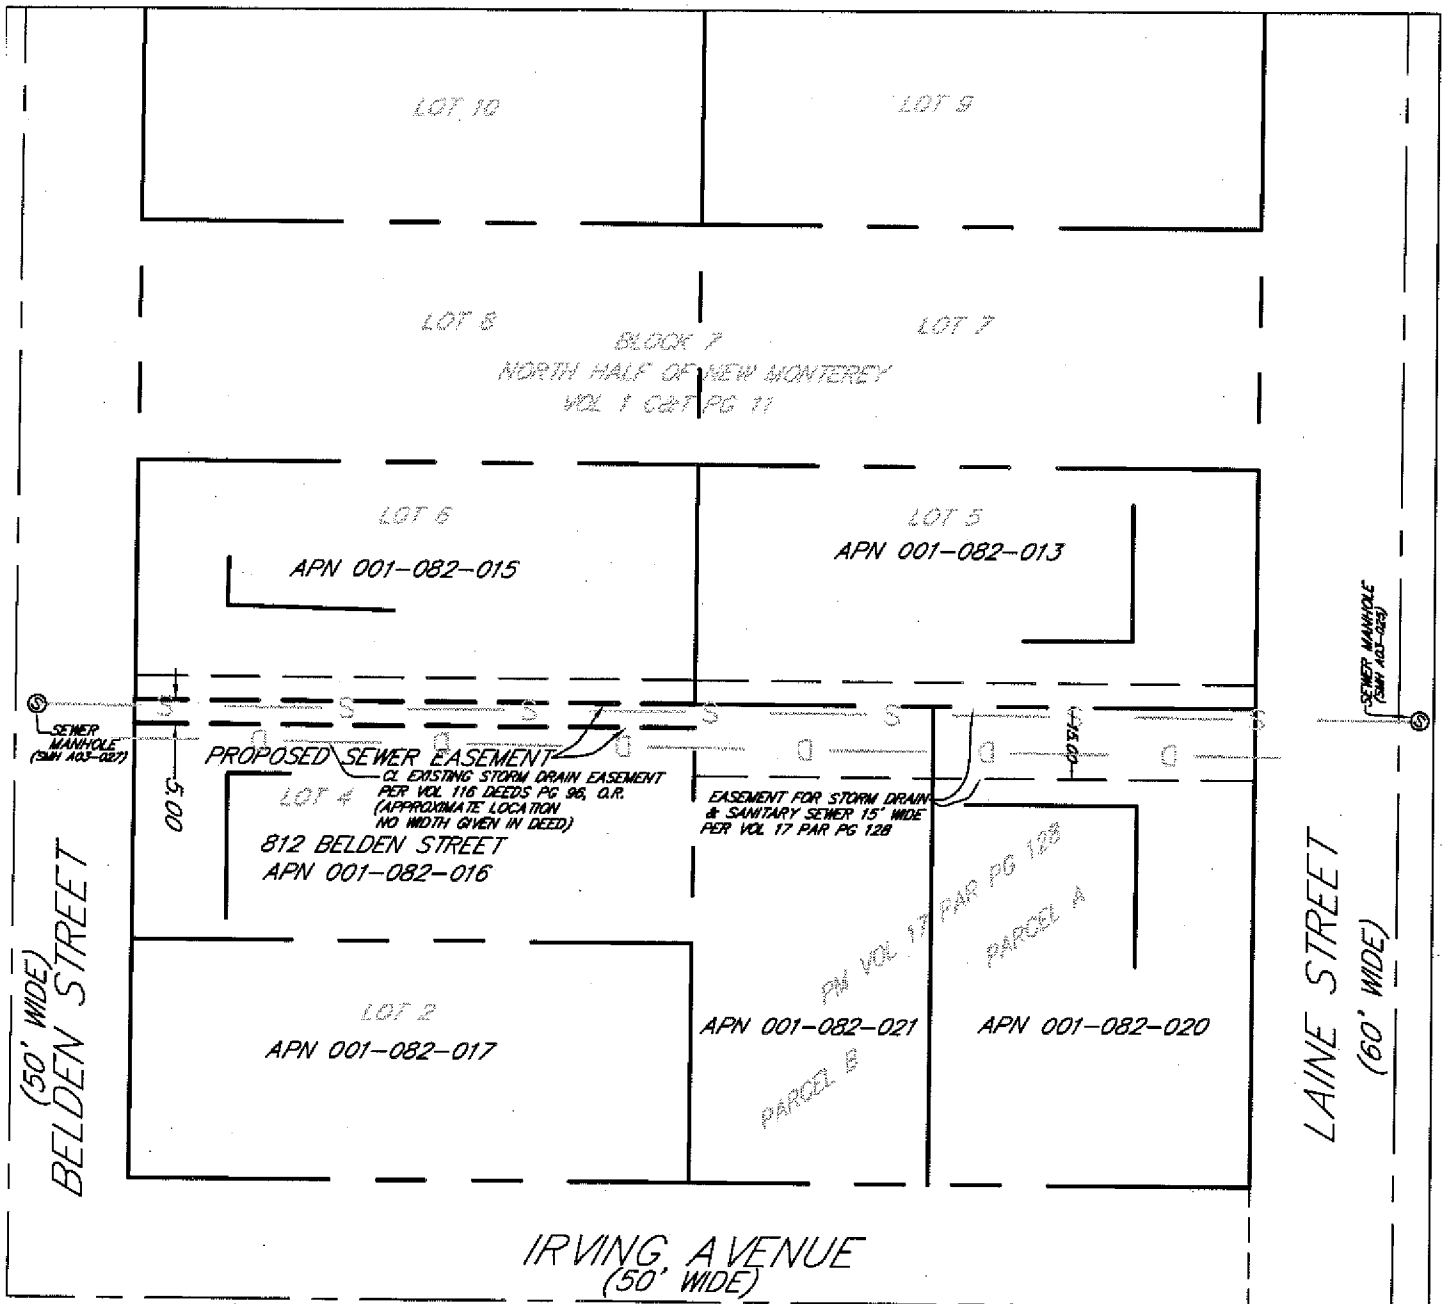 LOT 10
LOT 9
LOT 8
LOT 7
BLOCK 7
NORTH HALF OF NEW MONTEREY
VOL 1 C&T PG 11
LOT 6
APN 001-082-015
LOT 5
APN 001-082-013
SEWER MANHOLE
(SMH A03-025)
S
S
S
S
S
S
S
S
S
SEWER
MANHOLE
(SMH A03-027)
D
D
D
D
D
D
15.00
5.00
PROPOSED SEWER EASEMENT
CL EXISTING STORM DRAIN EASEMENT
PER VOL 116 DEEDS PG 96, O.R.
(APPROXIMATE LOCATION
NO WIDTH GIVEN IN DEED)
EASEMENT FOR STORM DRAIN
& SANITARY SEWER 15' WIDE
PER VOL 17 PAR PG 128
LOT 4
812 BELDEN STREET
APN 001-082-016
PM VOL 17 PAR PG 128
PARCEL A
PARCEL B
APN 001-082-021
APN 001-082-020
LOT 2
APN 001-082-017
(50' WIDE)
BELDEN STREET
LAINE STREET
(60' WIDE)
IRVING AVENUE
(50' WIDE)